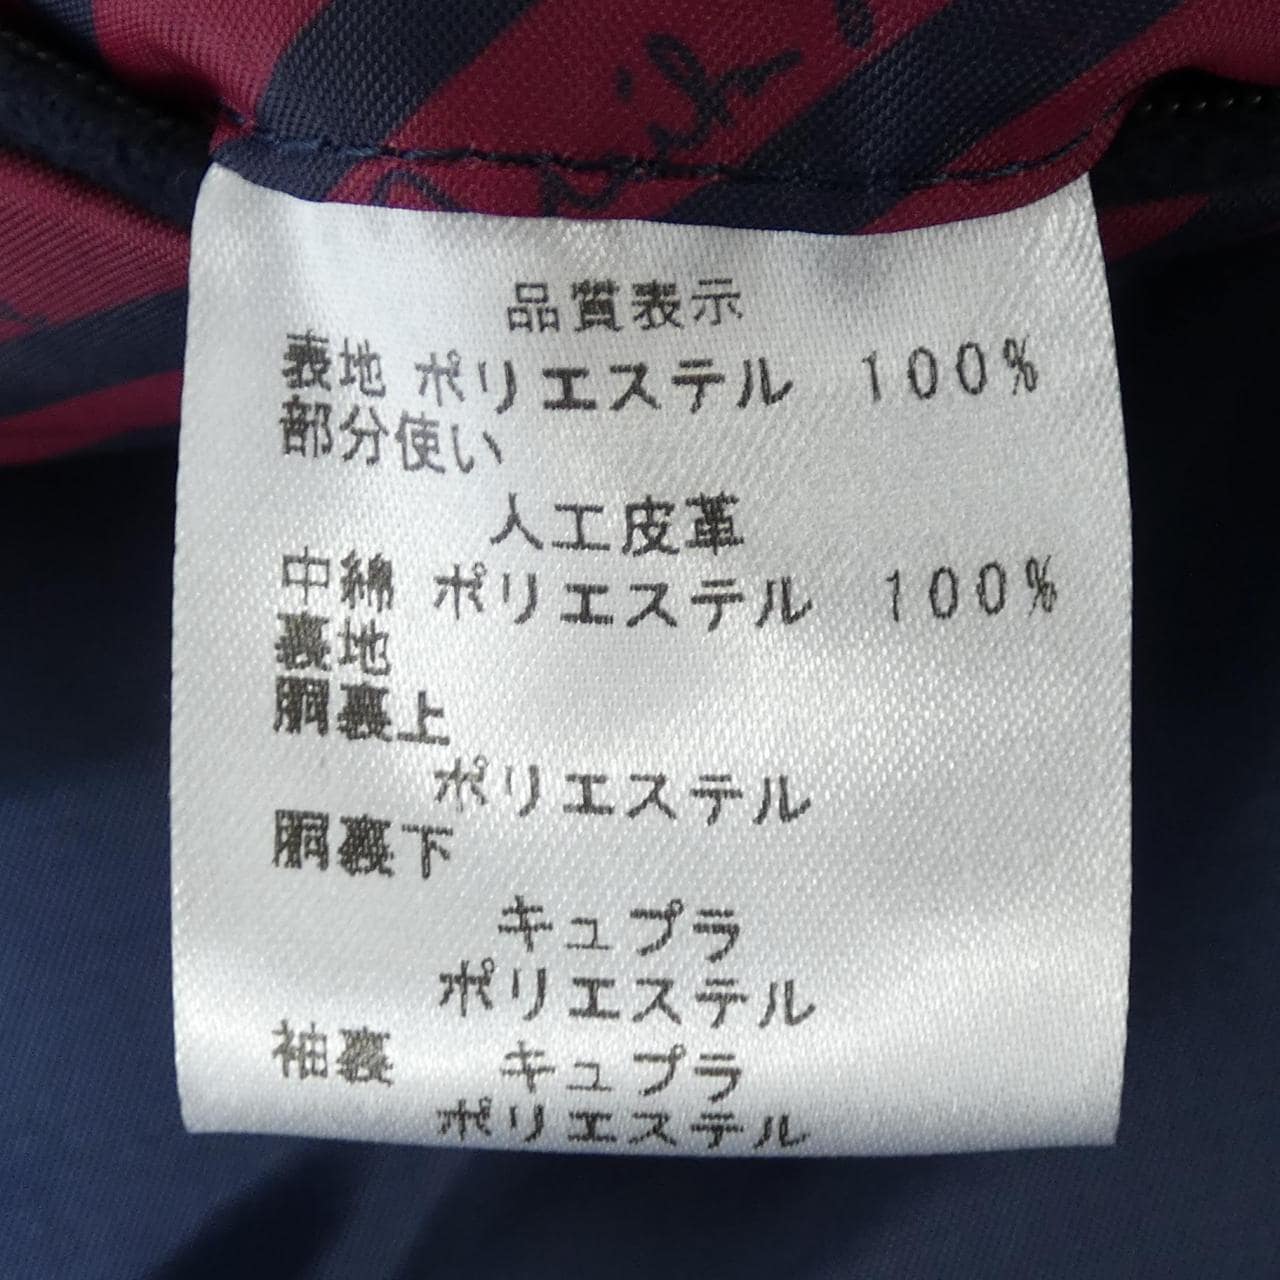 品質表示
表地 ポリエステル 100%
部分使い
人工皮革
中綿 ポリエステル 100%
裏地
胴裏上
ポリエステル
胴裏下
キュプラ
ポリエステル
袖裏 キュプラ
ポリエステル